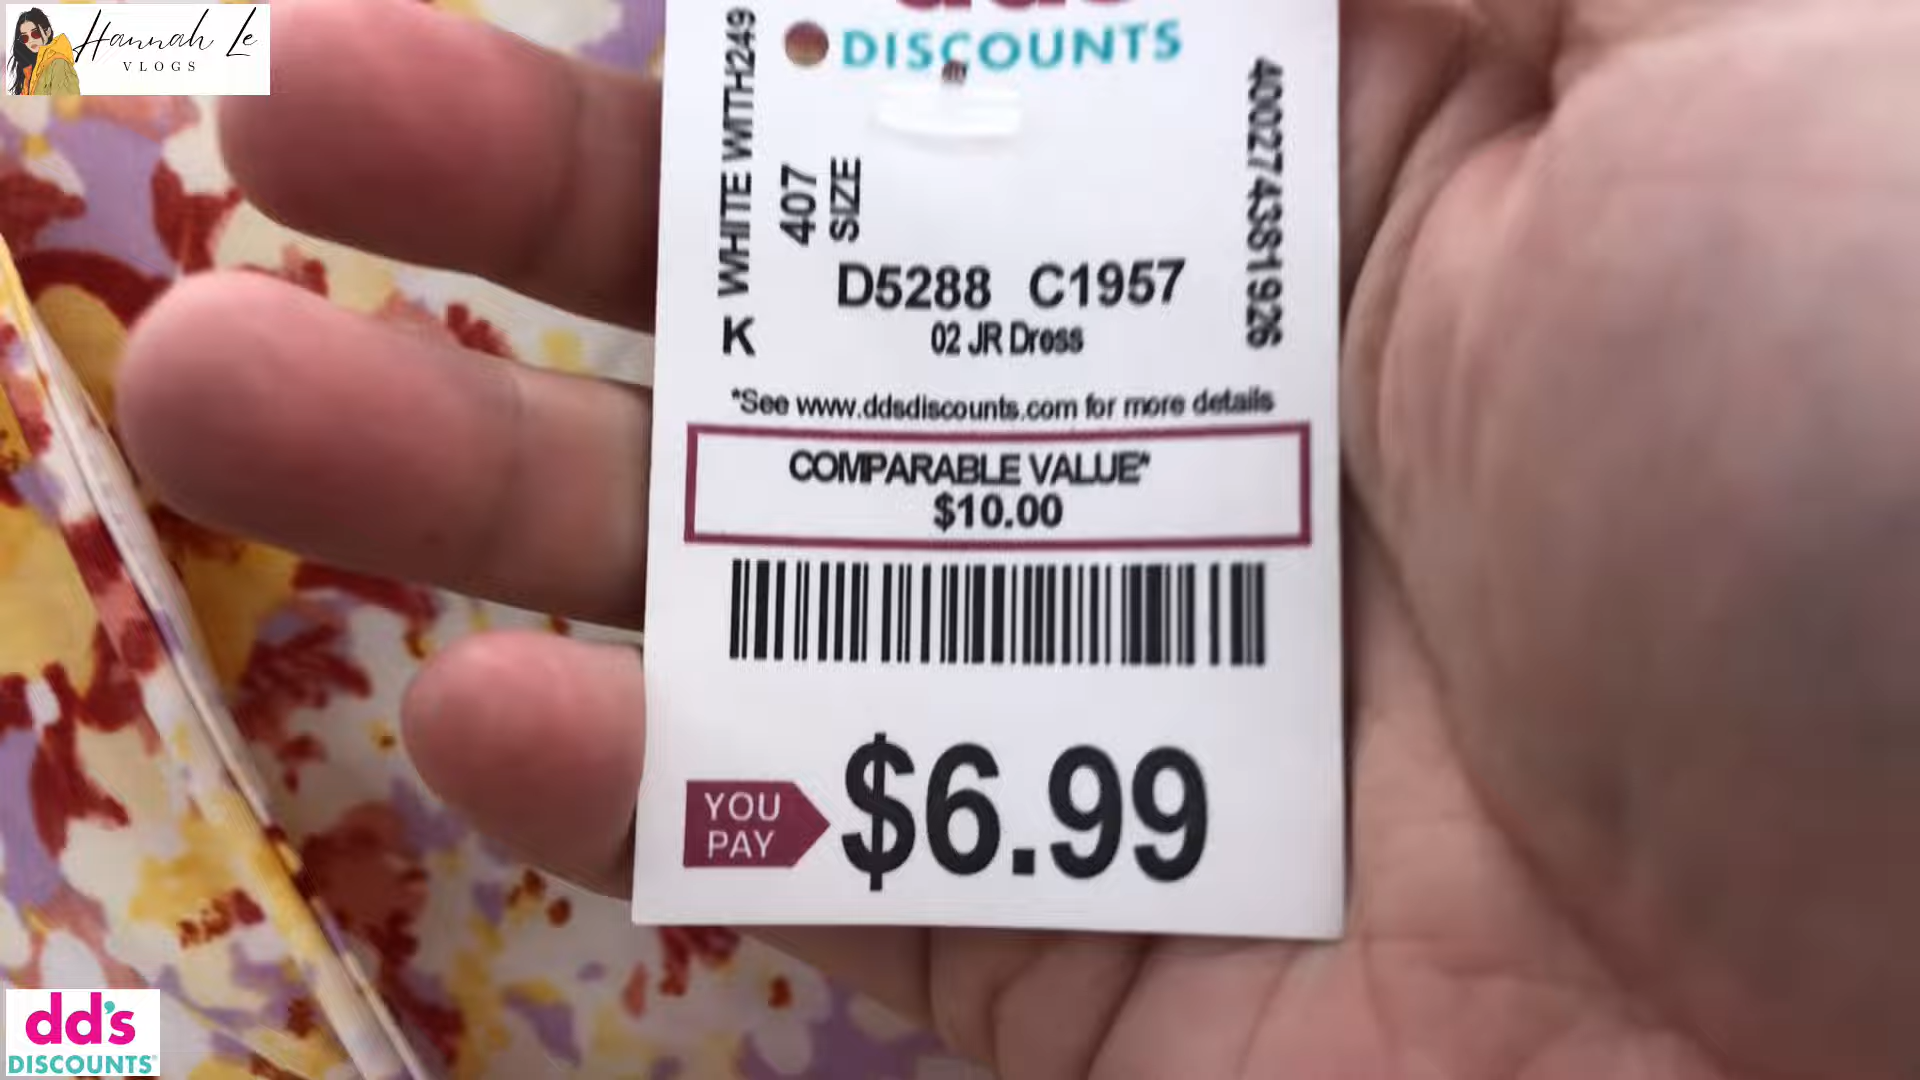 Hannah Le
VLOGS
DISCOUNTS
WHITE WITH249
K
407
SIZE
400274381926
D5288 C1957
02 JR Dress
*See www.ddsdiscounts.com for more details
COMPARABLE VALUE*
$10.00
YOU
PAY
$6.99
dd's
DISCOUNTS